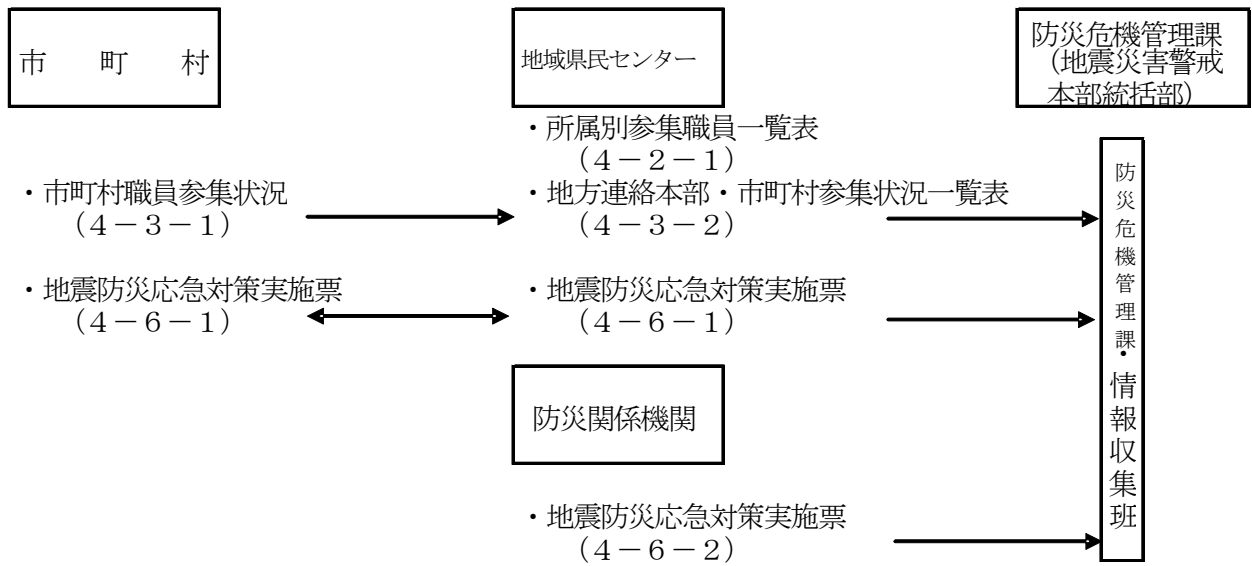 市　町　村
地域県民センター
防災危機管理課
（地震災害警戒
本部統括部）
・所属別参集職員一覧表
（４－２－１）
・市町村職員参集状況
（４－３－１）
・地方連絡本部・市町村参集状況一覧表
（４－３－２）
・地震防災応急対策実施票
（４－６－１）
・地震防災応急対策実施票
（４－６－１）
防災関係機関
・地震防災応急対策実施票
（４－６－２）
防災危機管理課・情報収集班